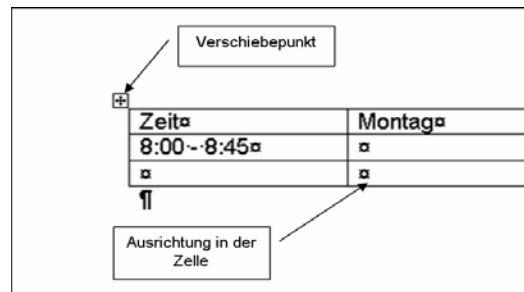 Verschiebepunkt
Zeit¤ Montag¤
8:00·-·8:45¤ ¤
¤ ¤
¶
Ausrichtung in der
Zelle